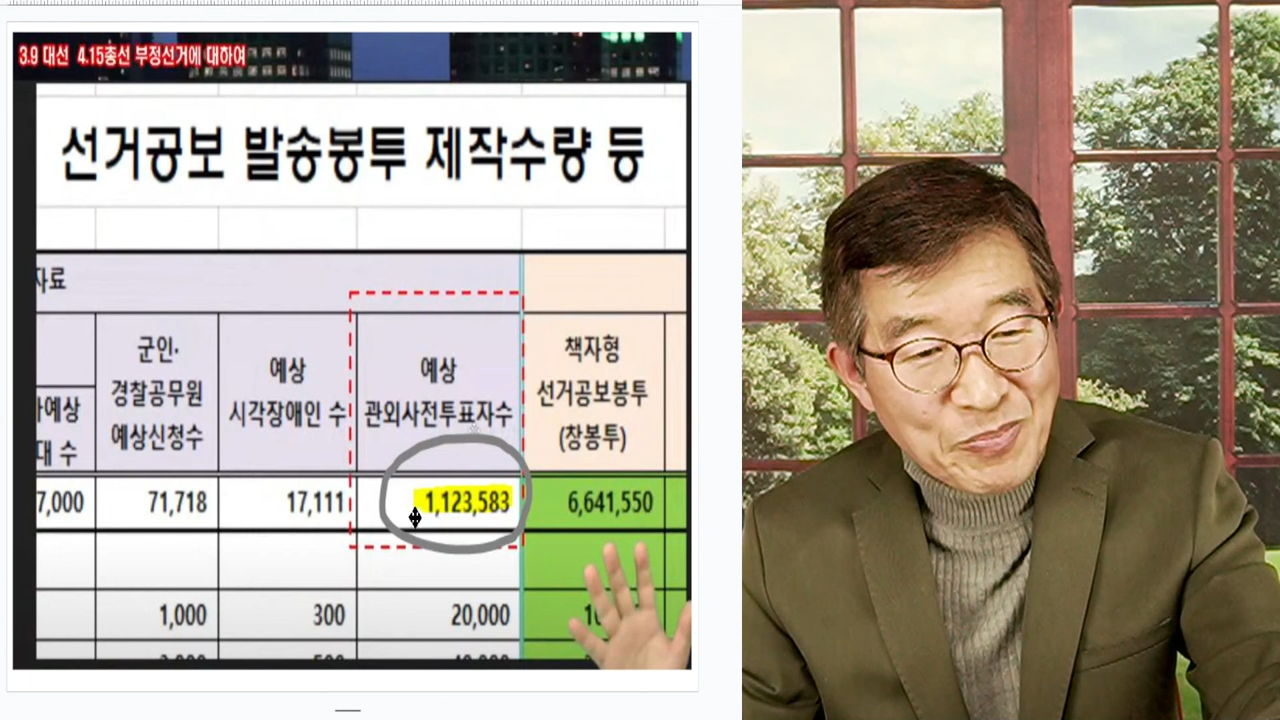 3.9 대선 4.15총선 부정선거에 대하여
선거공보 발송봉투 제작수량 등
자료
군인·
경찰공무원
예상신청수
예상
시각장애인 수
예상
관외사전투표자수
책자형
선거공보봉투
(창봉투)
예상
대 수
7,000 71,718 17,111 1,123,583 6,641,550
1,000 300 20,000